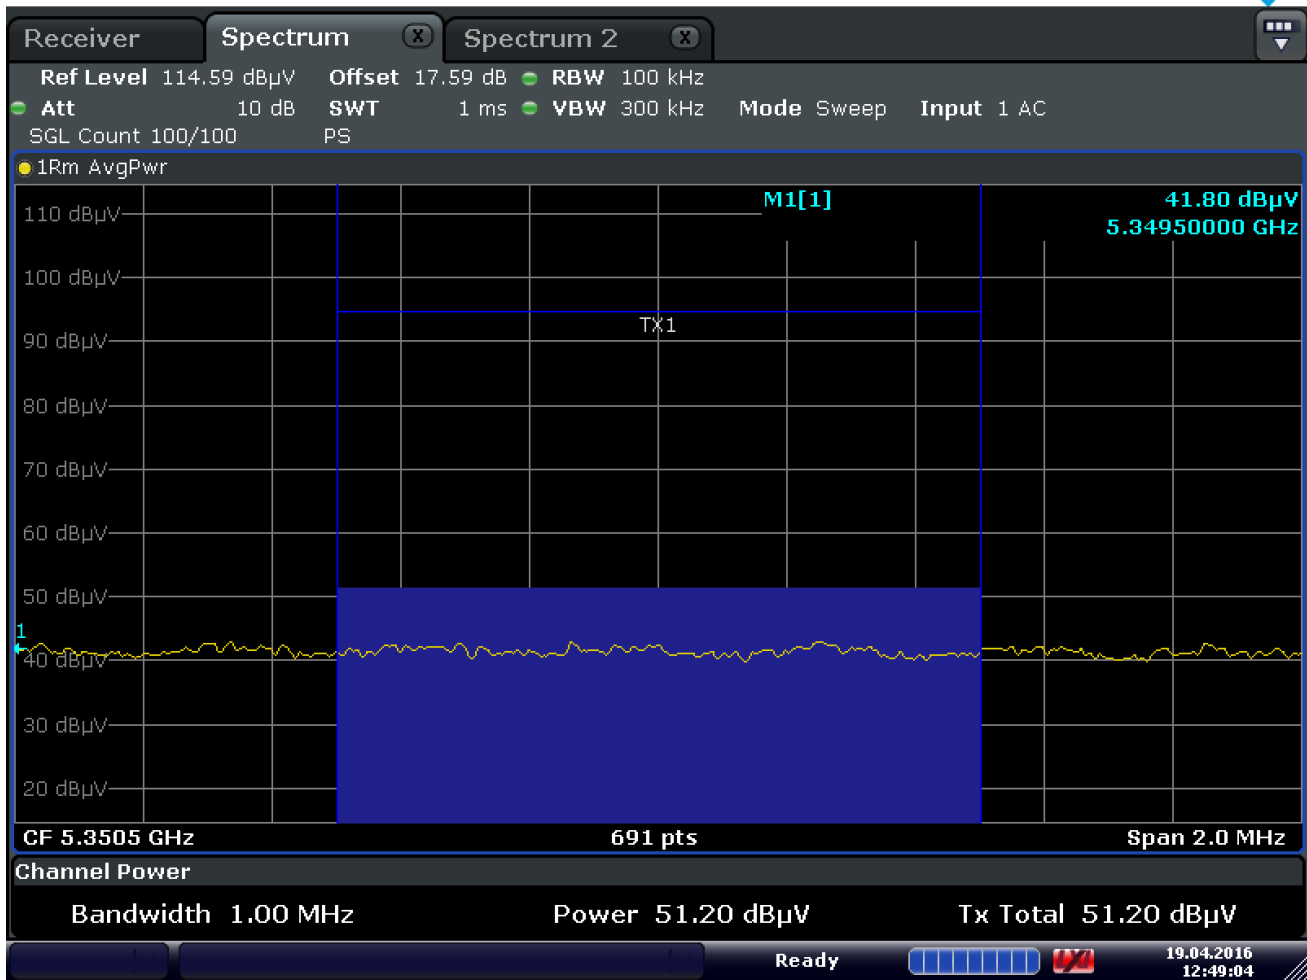 Receiver Spectrum X Spectrum 2 X
Ref Level 114.59 dBµV Offset 17.59 dB RBW 100 kHz
Att 10 dB SWT 1 ms VBW 300 kHz Mode Sweep Input 1 AC
SGL Count 100/100 PS
1Rm AvgPwr
M1[1] 41.80 dBµV
110 dBµV
5.34950000 GHz
100 dBµV
TX1
90 dBµV
80 dBµV
70 dBµV
60 dBµV
50 dBµV
1
40 dBµV
30 dBµV
20 dBµV
CF 5.3505 GHz 691 pts Span 2.0 MHz
Channel Power
Bandwidth 1.00 MHz Power 51.20 dBµV Tx Total 51.20 dBµV
Ready LXI 19.04.2016
12:49:04